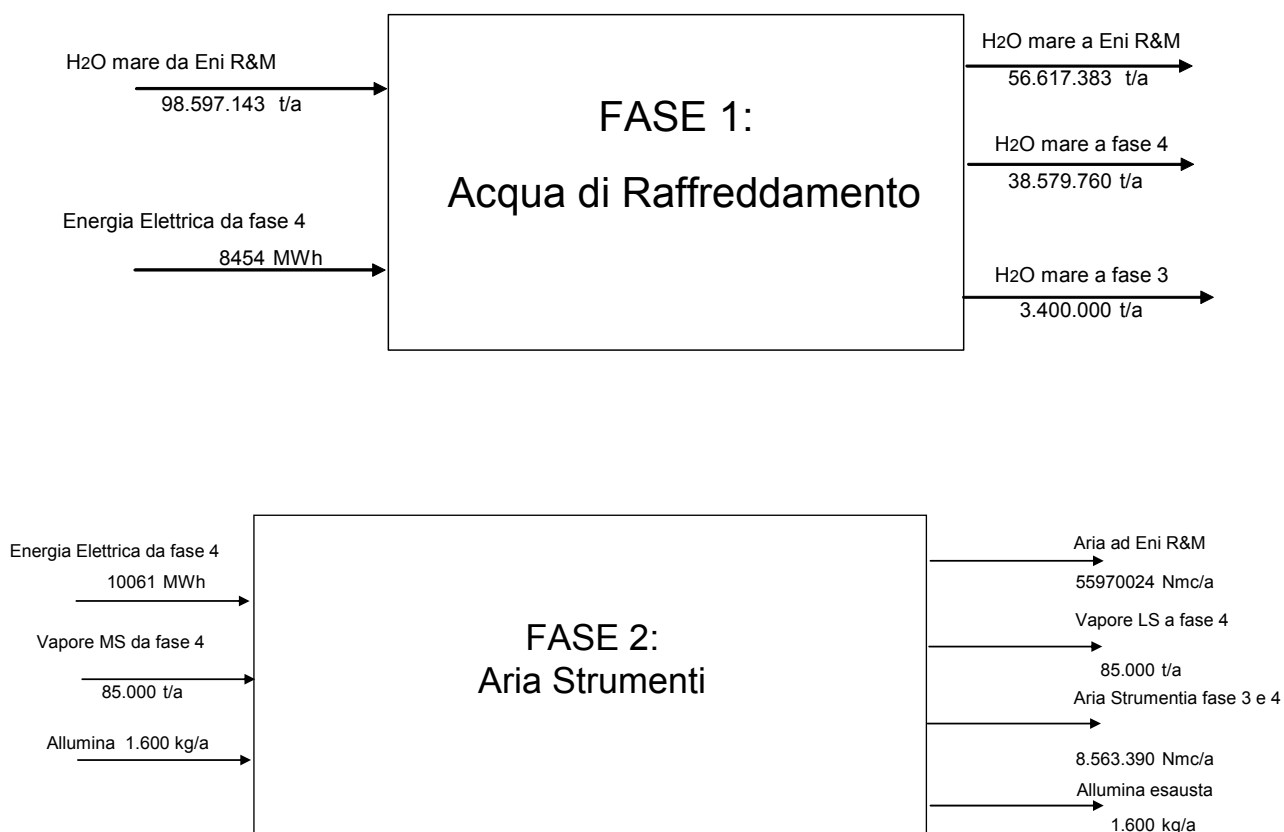 H2O mare da Eni R&M
98.597.143 t/a
Energia Elettrica da fase 4
8454 MWh
FASE 1:
Acqua di Raffreddamento
H2O mare a Eni R&M
56.617.383 t/a
H2O mare a fase 4
38.579.760 t/a
H2O mare a fase 3
3.400.000 t/a
Energia Elettrica da fase 4
10061 MWh
Vapore MS da fase 4
85.000 t/a
Allumina 1.600 kg/a
FASE 2:
Aria Strumenti
Aria ad Eni R&M
55970024 Nmc/a
Vapore LS a fase 4
85.000 t/a
Aria Strumentia fase 3 e 4
8.563.390 Nmc/a
Allumina esausta
1.600 kg/a